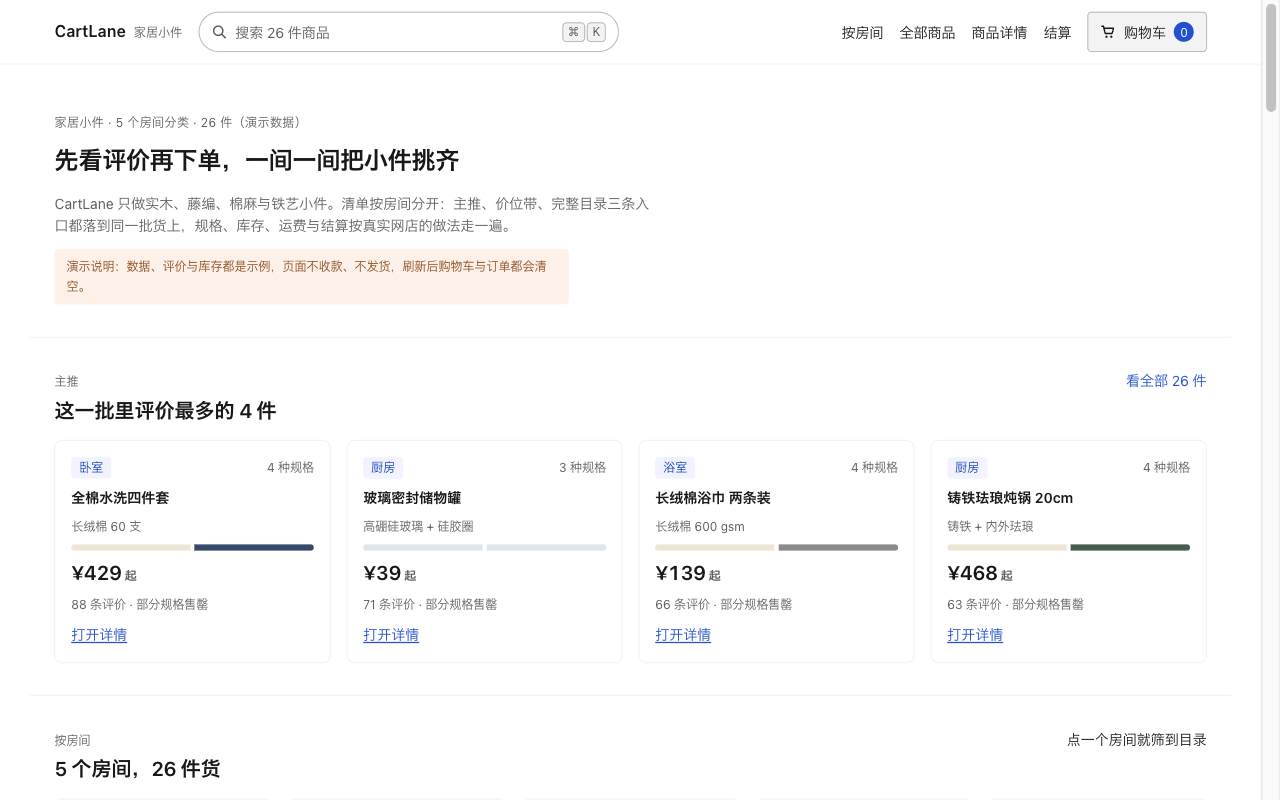 CartLane 家居小件
搜索 26 件商品
⌘ K
按房间 全部商品 商品详情 结算 购物车 0
家居小件 · 5 个房间分类 · 26 件（演示数据）
先看评价再下单，一间一间把小件挑齐
CartLane 只做实木、藤编、棉麻与铁艺小件。清单按房间分开：主推、价位带、完整目录三条入
口都落到同一批货上，规格、库存、运费与结算按真实网店的做法走一遍。
演示说明：数据、评价与库存都是示例，页面不收款、不发货，刷新后购物车与订单都会清
空。
主推
这一批里评价最多的 4 件
看全部 26 件
卧室 4 种规格
全棉水洗四件套
长绒棉 60 支
¥429 起
88 条评价 · 部分规格售罄
打开详情
厨房 3 种规格
玻璃密封储物罐
高硼硅玻璃 + 硅胶圈
¥39 起
71 条评价 · 部分规格售罄
打开详情
浴室 4 种规格
长绒棉浴巾 两条装
长绒棉 600 gsm
¥139 起
66 条评价 · 部分规格售罄
打开详情
厨房 4 种规格
铸铁珐琅炖锅 20cm
铸铁 + 内外珐琅
¥468 起
63 条评价 · 部分规格售罄
打开详情
按房间
5 个房间，26 件货
点一个房间就筛到目录